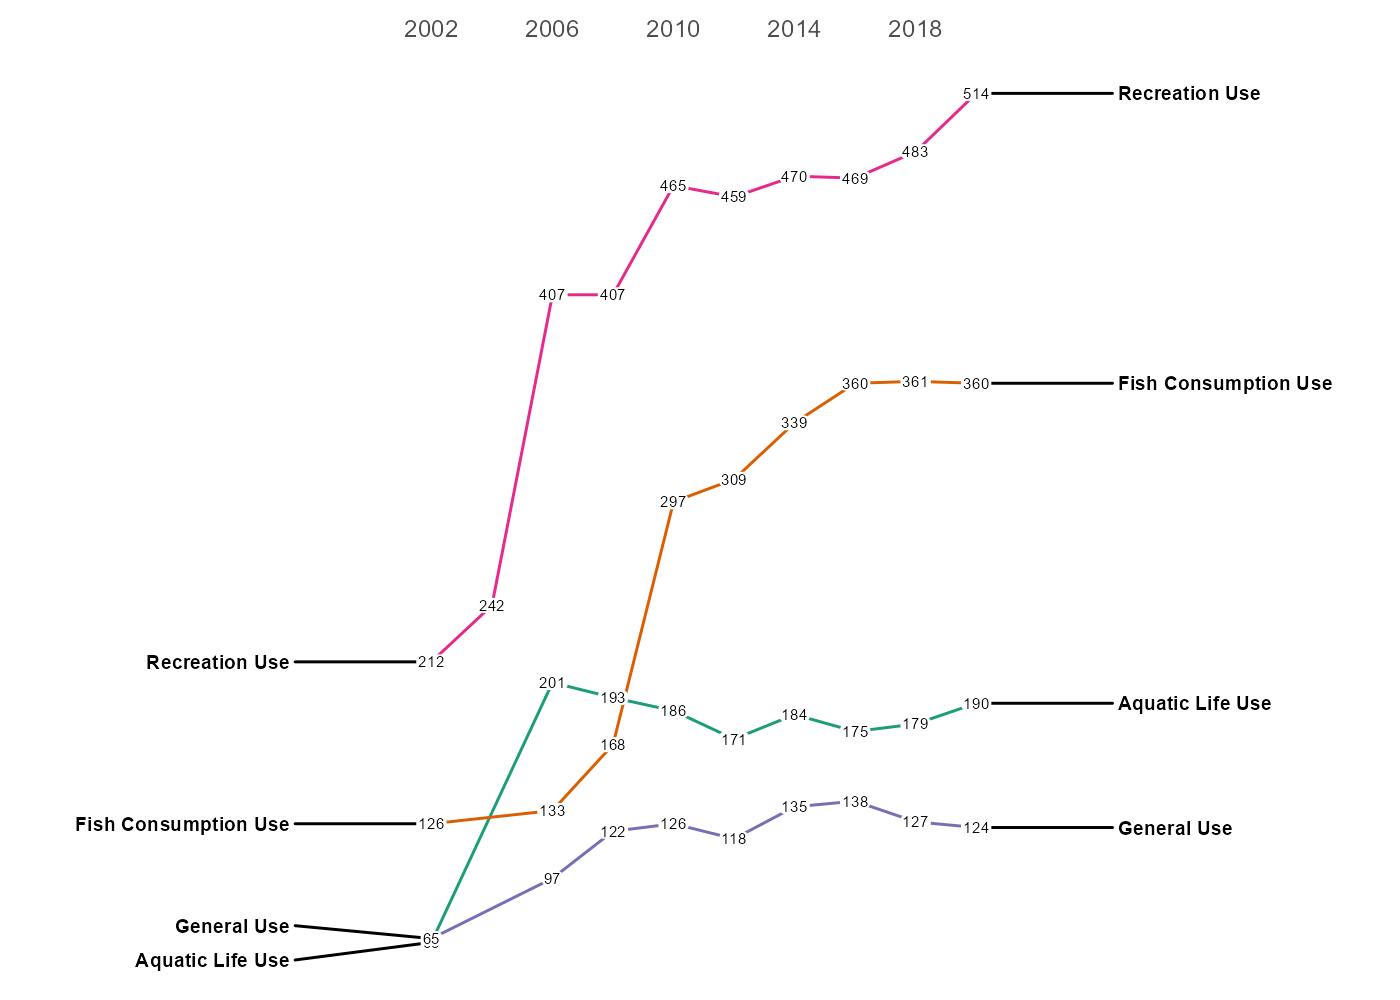 2002 2006 2010 2014 2018
514 Recreation Use
483
470 469
465 459
407 407
360 361 360 Fish Consumption Use
339
309
297
242
Recreation Use 212
201
193 186 190 Aquatic Life Use
184 179
171 175
168
135 138
133
Fish Consumption Use 126 126 127 124 General Use
122 118
97
General Use 65
Aquatic Life Use